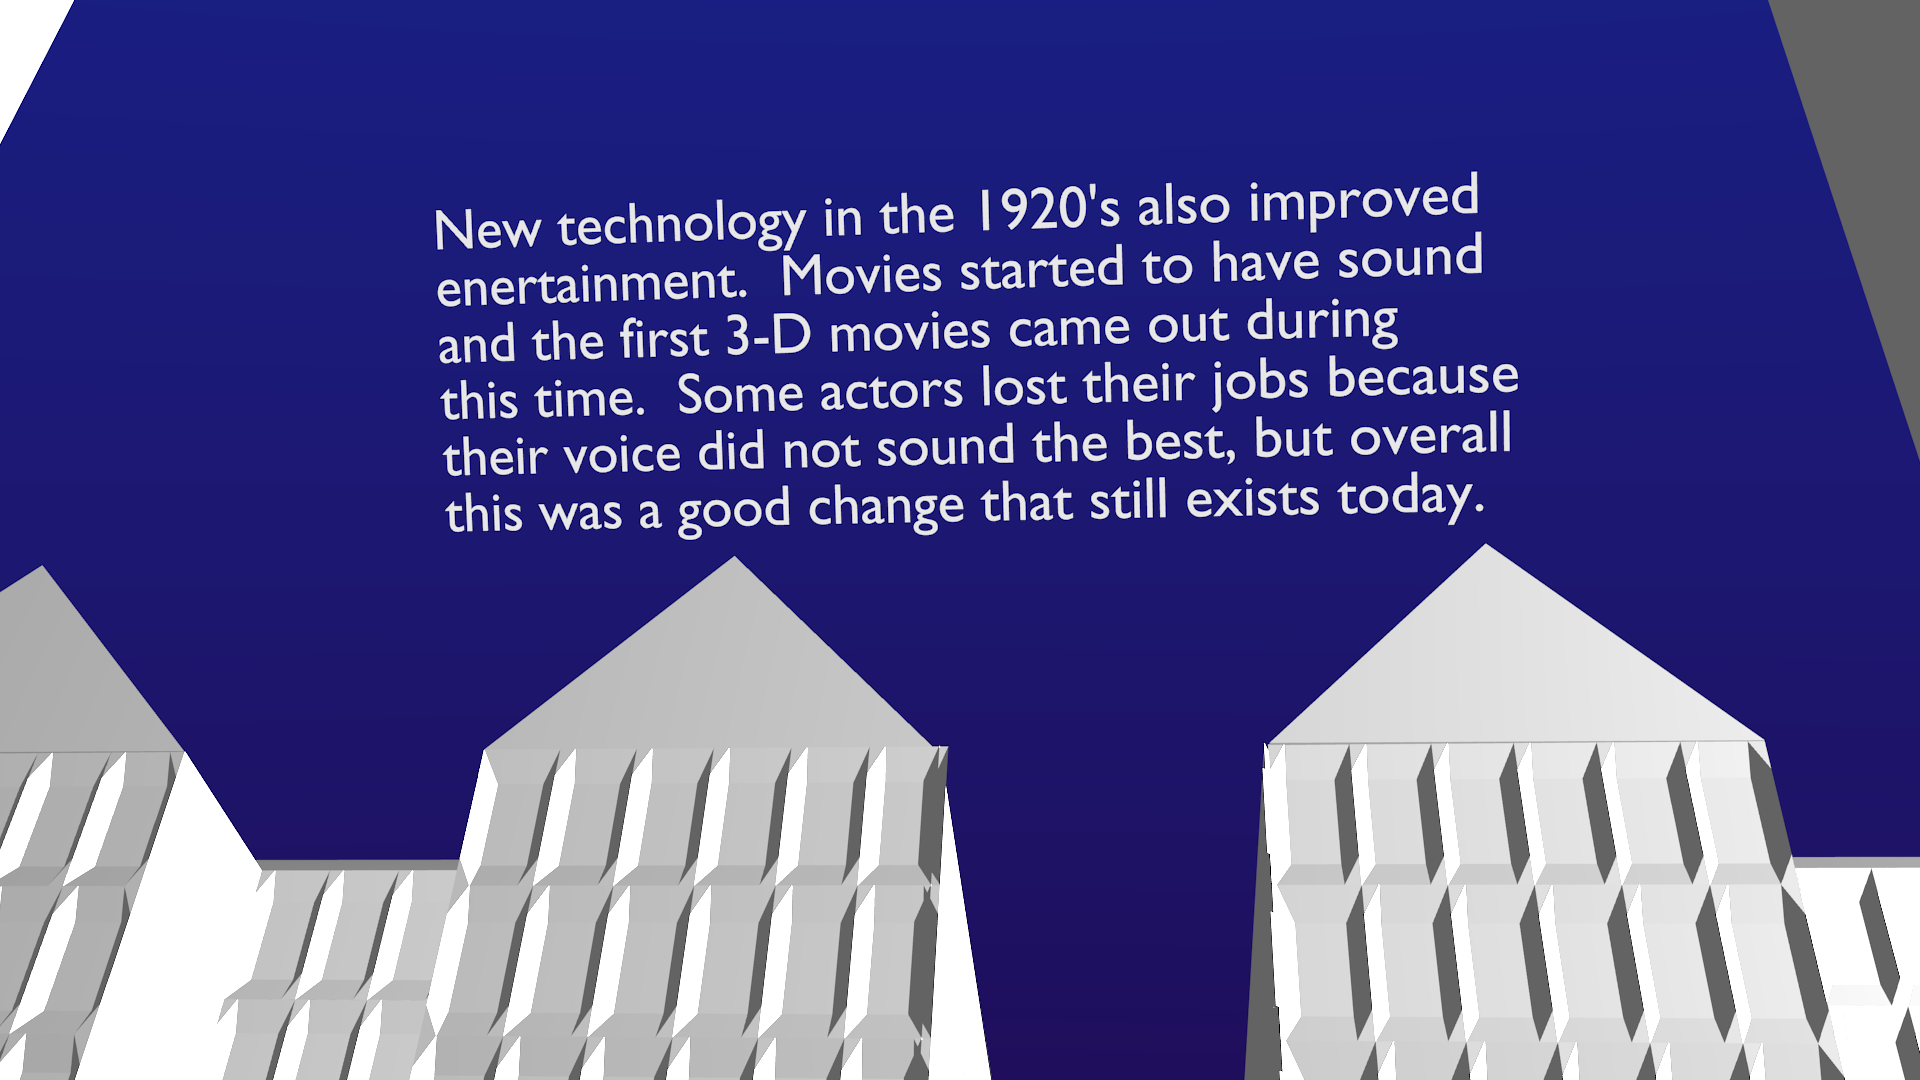 New technology in the 1920's also improved
enertainment.  Movies started to have sound
and the first 3-D movies came out during
this time.  Some actors lost their jobs because
their voice did not sound the best, but overall
this was a good change that still exists today.